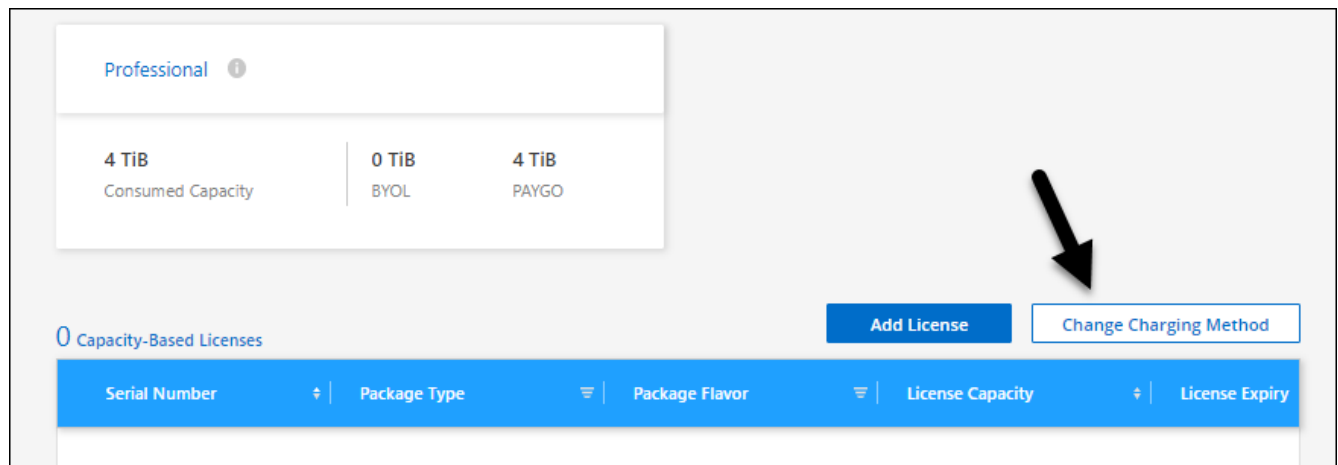 Professional
4 TiB 0 TiB 4 TiB
Consumed Capacity BYOL PAYGO
Add License Change Charging Method
0 Capacity-Based Licenses
Serial Number Package Type Package Flavor License Capacity License Expiry